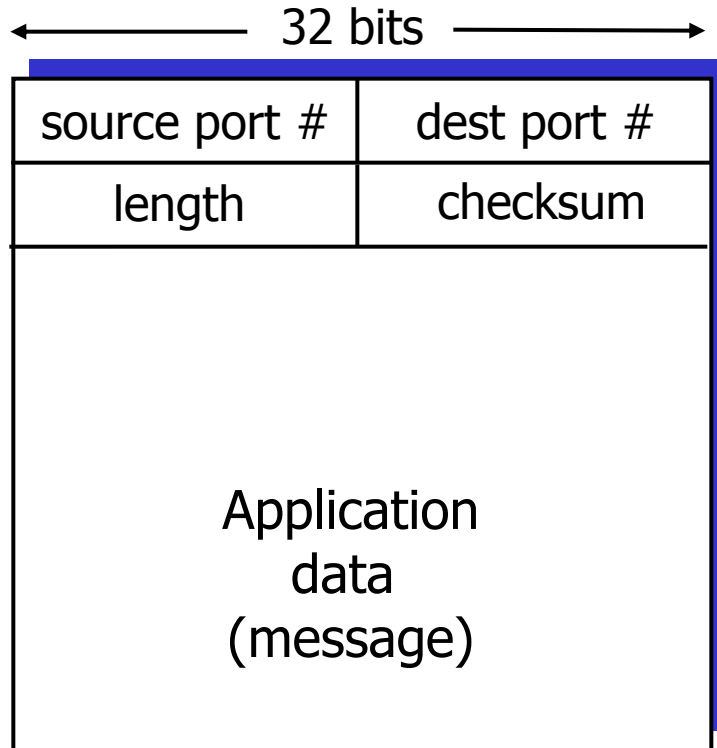 32 bits
source port # dest port #
length checksum
Application
data
(message)